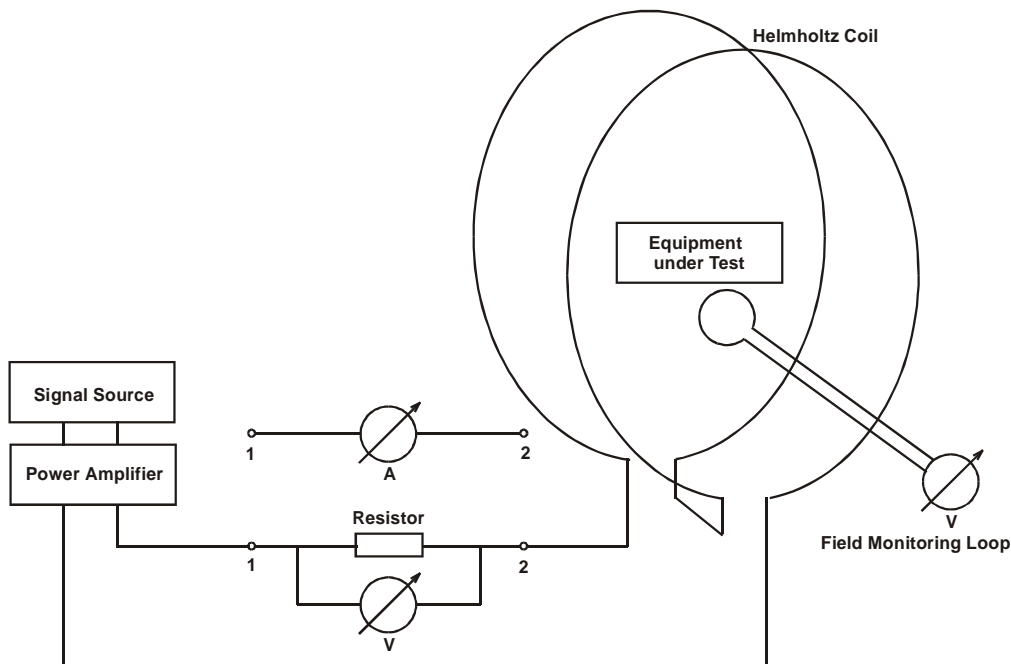 Helmholtz Coil
Equipment
under Test
Signal Source
Power Amplifier
1
2
A
Resistor
1
2
V
V
Field Monitoring Loop